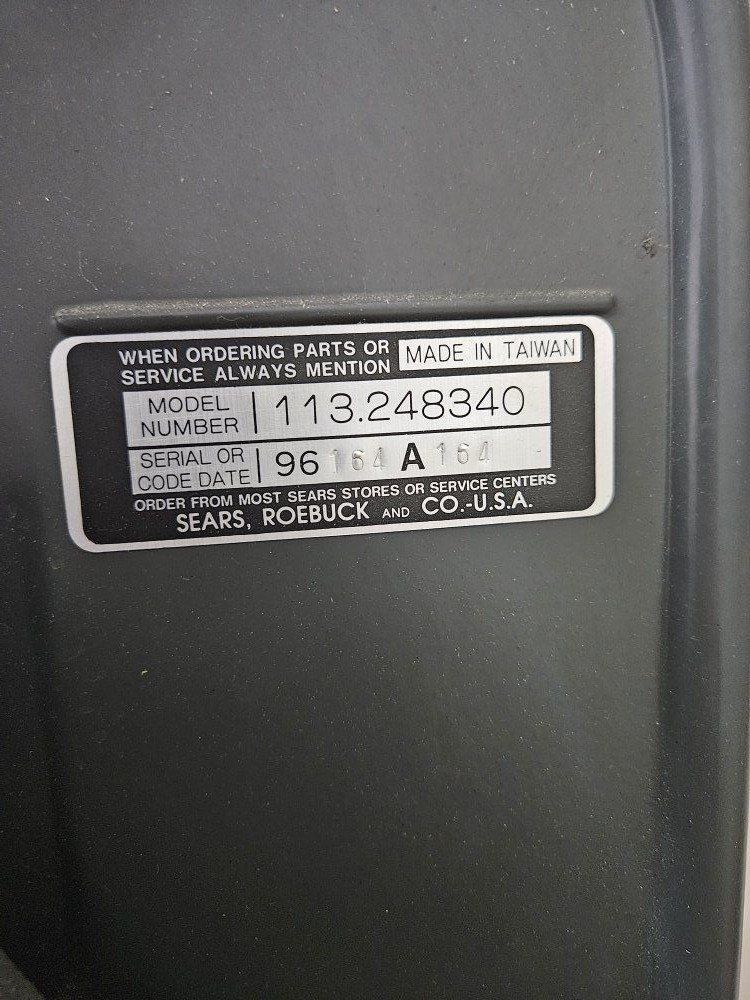 WHEN ORDERING PARTS OR
SERVICE ALWAYS MENTION
MADE IN TAIWAN
MODEL NUMBER 113.248340
SERIAL OR CODE DATE 96 164 A 164
ORDER FROM MOST SEARS STORES OR SERVICE CENTERS
SEARS, ROEBUCK AND CO.-U.S.A.